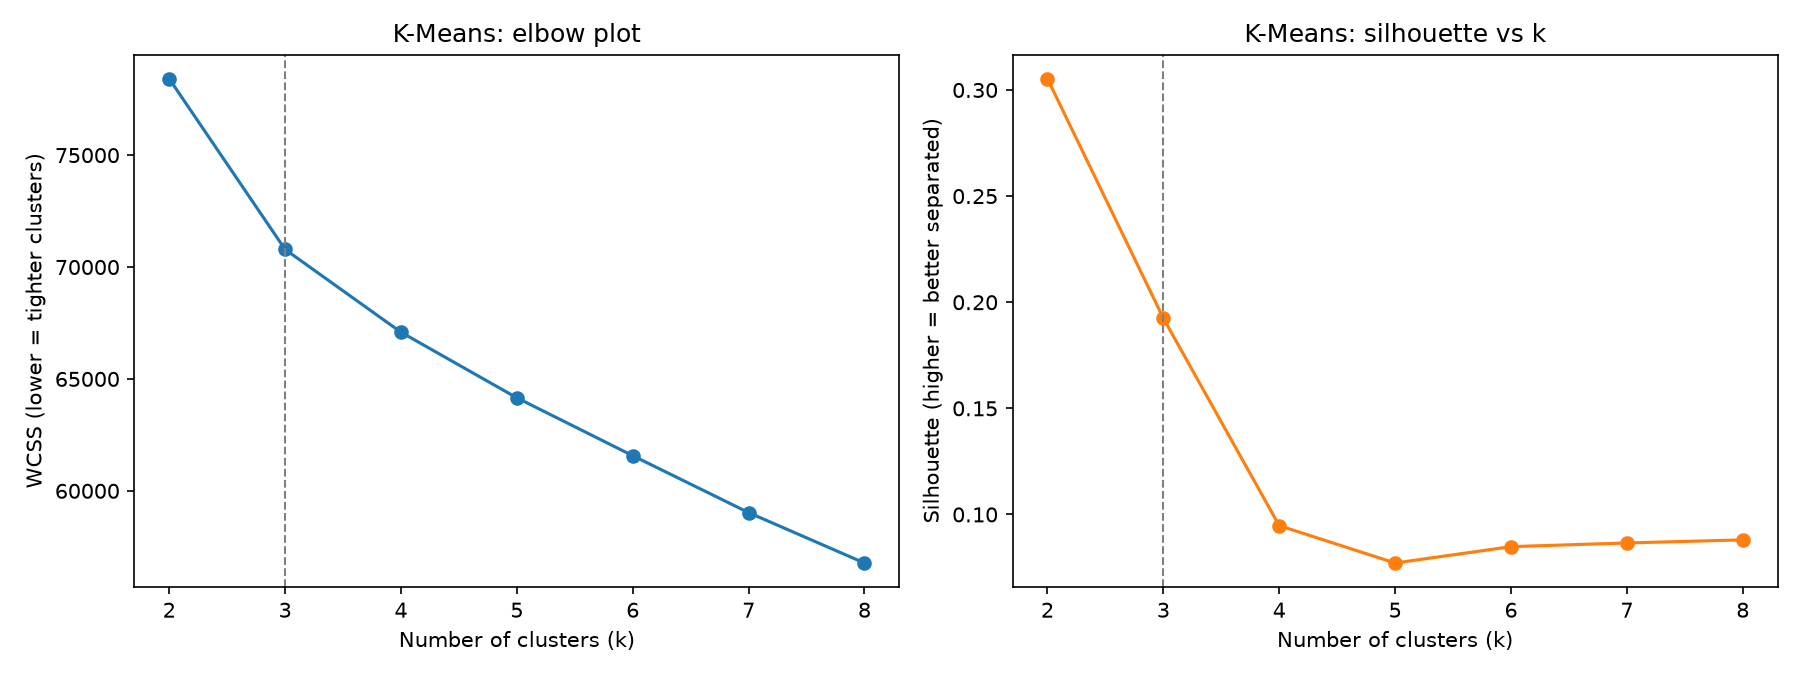 K-Means: elbow plot
WCSS (lower = tighter clusters)
75000
70000
65000
60000
2 3 4 5 6 7 8
Number of clusters (k)
K-Means: silhouette vs k
Silhouette (higher = better separated)
0.30
0.25
0.20
0.15
0.10
2 3 4 5 6 7 8
Number of clusters (k)